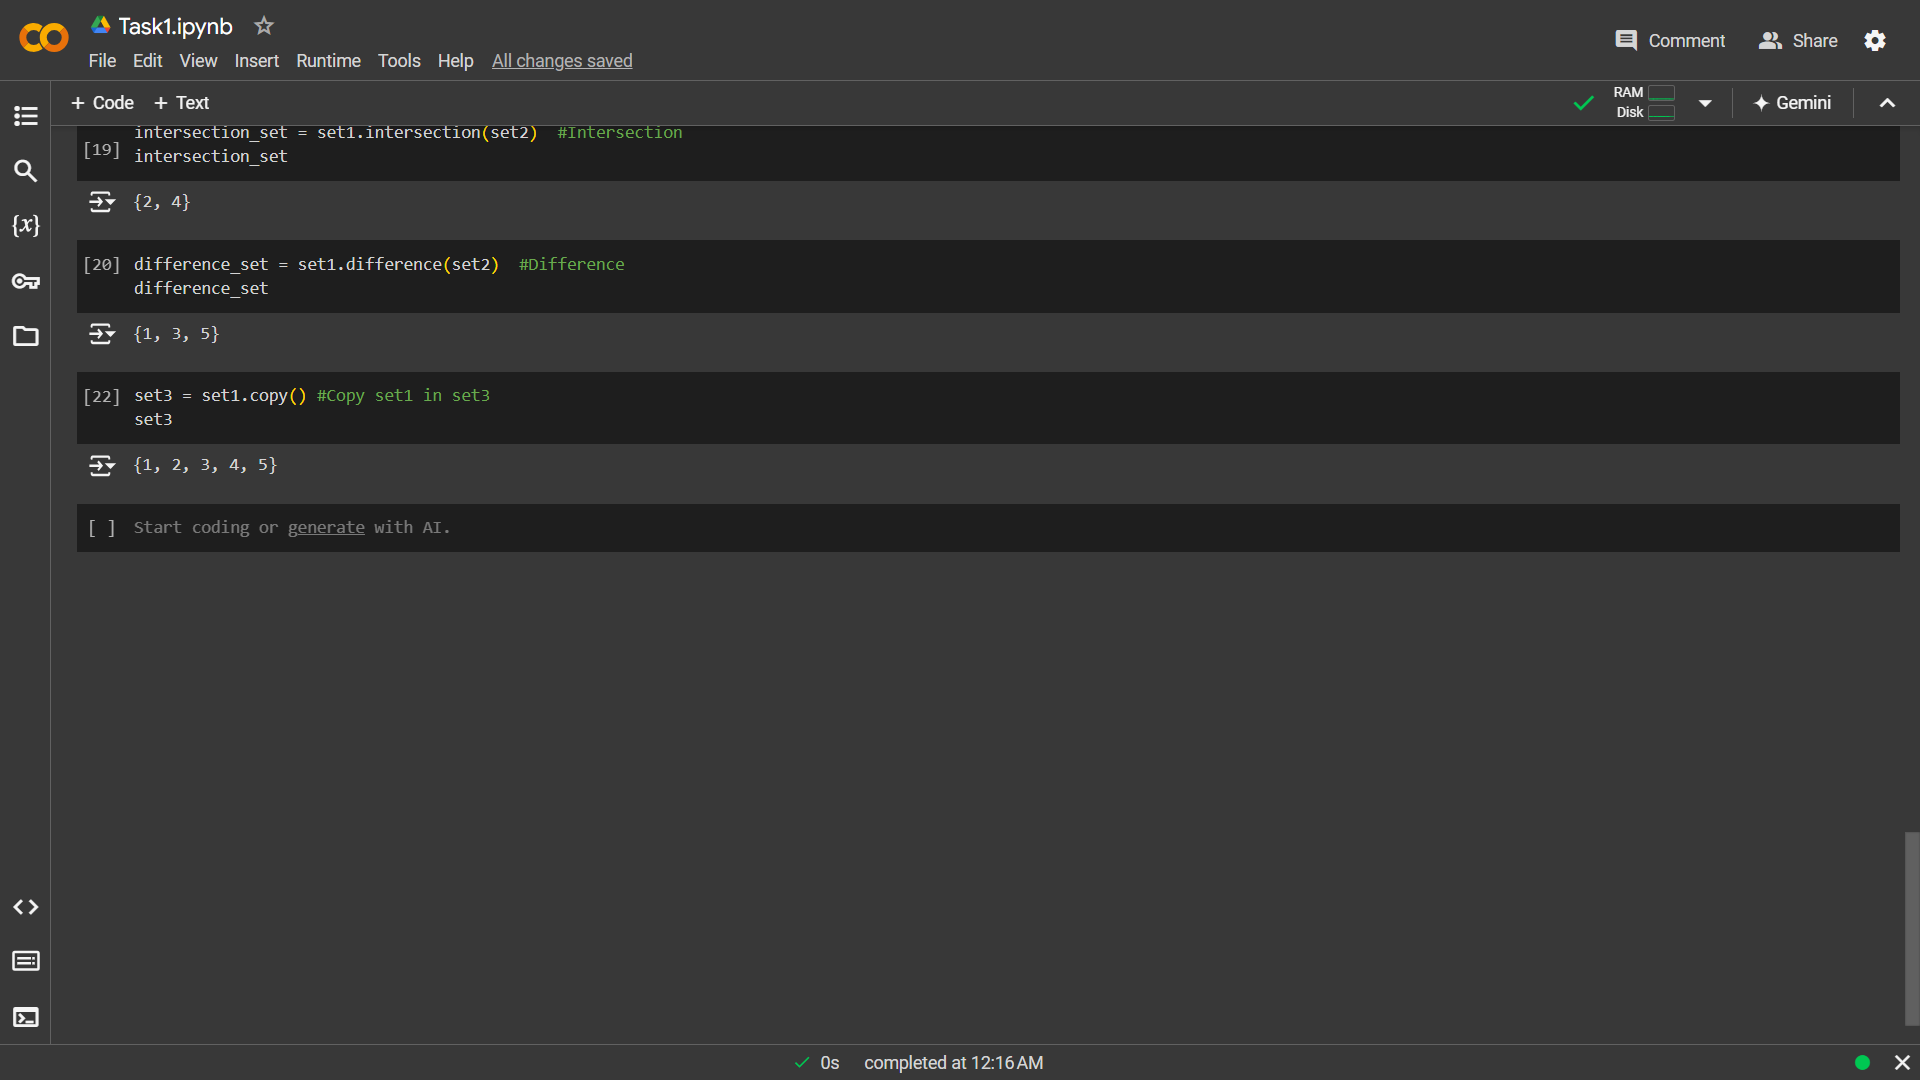 Task1.ipynb
File Edit View Insert Runtime Tools Help All changes saved
Comment Share
+ Code + Text
RAM
Disk
Gemini
intersection_set = set1.intersection(set2)  #Intersection
[19] intersection_set
{2, 4}
[20] difference_set = set1.difference(set2)  #Difference
difference_set
{1, 3, 5}
[22] set3 = set1.copy() #Copy set1 in set3
set3
{1, 2, 3, 4, 5}
[ ] Start coding or generate with AI.
{x}
0s completed at 12:16 AM